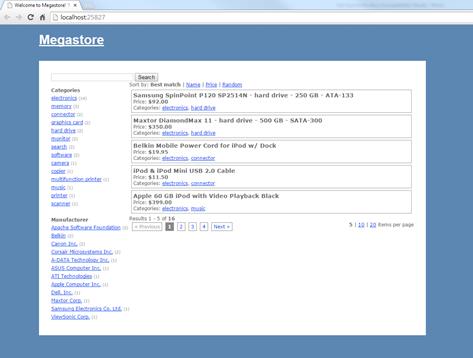 Welcome to Megastore!
localhost:25827
Megastore
Search
Sort by: Best match | Name | Price | Random
Categories
electronics (14)
memory (3)
connector (2)
graphics card (2)
hard drive (2)
monitor (2)
search (2)
software (2)
camera (1)
copier (1)
multifunction printer (1)
music (1)
printer (1)
scanner (1)
Manufacturer
Apache Software Foundation (2)
Belkin (2)
Canon Inc. (2)
Corsair Microsystems Inc. (2)
A-DATA Technology Inc. (1)
ASUS Computer Inc. (1)
ATI Technologies (1)
Apple Computer Inc. (1)
Dell, Inc. (1)
Maxtor Corp. (1)
Samsung Electronics Co. Ltd. (1)
ViewSonic Corp. (1)
Samsung SpinPoint P120 SP2514N - hard drive - 250 GB - ATA-133
Price: $92.00
Categories: electronics, hard drive
Maxtor DiamondMax 11 - hard drive - 500 GB - SATA-300
Price: $350.00
Categories: electronics, hard drive
Belkin Mobile Power Cord for iPod w/ Dock
Price: $19.95
Categories: electronics, connector
iPod & iPod Mini USB 2.0 Cable
Price: $11.50
Categories: electronics, connector
Apple 60 GB iPod with Video Playback Black
Price: $399.00
Categories: electronics, music
Results 1 - 5 of 16
« Previous 1 2 3 4 Next »
5 | 10 | 20 items per page